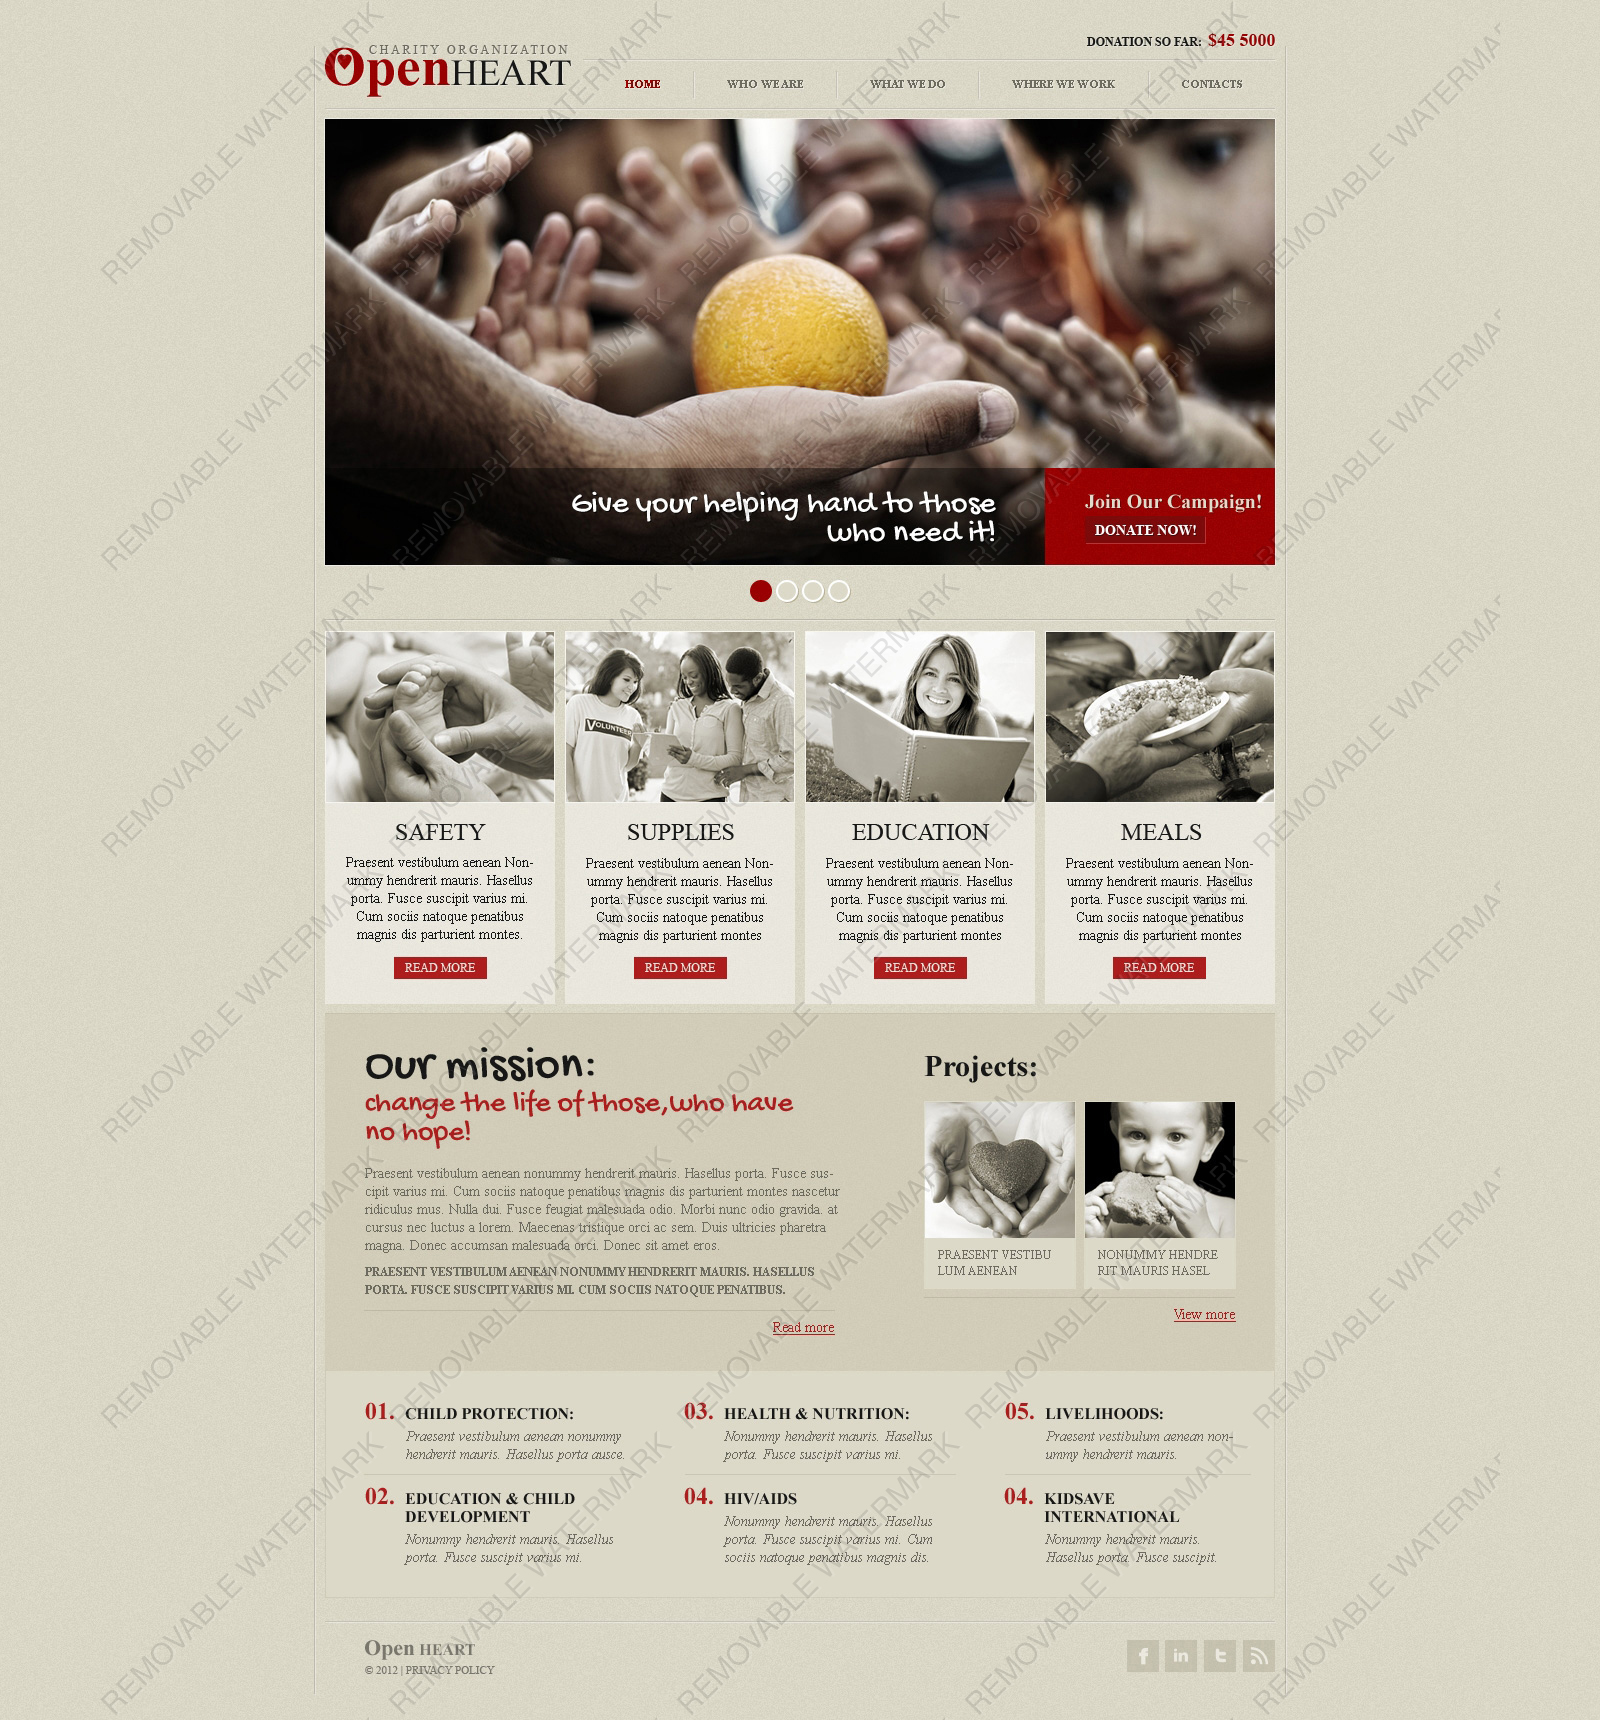 CHARITY ORGANIZATION
OpenHEART
DONATION SO FAR: $45 5000
HOME
WHO WE ARE
WHAT WE DO
WHERE WE WORK
CONTACTS
Give your helping hand to those
who need it!
Join Our Campaign!
DONATE NOW!
VOLUNTEER
SAFETY
Praesent vestibulum aenean Non-
ummy hendrerit mauris. Hasellus
porta. Fusce suscipit varius mi.
Cum sociis natoque penatibus
magnis dis parturient montes.
READ MORE
SUPPLIES
Praesent vestibulum aenean Non-
ummy hendrerit mauris. Hasellus
porta. Fusce suscipit varius mi.
Cum sociis natoque penatibus
magnis dis parturient montes
READ MORE
EDUCATION
Praesent vestibulum aenean Non-
ummy hendrerit mauris. Hasellus
porta. Fusce suscipit varius mi.
Cum sociis natoque penatibus
magnis dis parturient montes
READ MORE
MEALS
Praesent vestibulum aenean Non-
ummy hendrerit mauris. Hasellus
porta. Fusce suscipit varius mi.
Cum sociis natoque penatibus
magnis dis parturient montes
READ MORE
Our mission:
change the life of those,who have
no hope!
Praesent vestibulum aenean nonummy hendrerit mauris. Hasellus porta. Fusce sus-
cipit varius mi. Cum sociis natoque penatibus magnis dis parturient montes nascetur
ridiculus mus. Nulla dui. Fusce feugiat malesuada odio. Morbi nunc odio gravida. at
cursus nec luctus a lorem. Maecenas tristique orci ac sem. Duis ultricies pharetra
magna. Donec accumsan malesuada orci. Donec sit amet eros.
PRAESENT VESTIBULUM AENEAN NONUMMY HENDRERIT MAURIS. HASELLUS
PORTA. FUSCE SUSCIPIT VARIUS MI. CUM SOCIIS NATOQUE PENATIBUS.
Read more
Projects:
PRAESENT VESTIBU
LUM AENEAN
NONUMMY HENDRE
RIT MAURIS HASEL
View more
01. CHILD PROTECTION:
Praesent vestibulum aenean nonummy
hendrerit mauris. Hasellus porta ausce.
03. HEALTH & NUTRITION:
Nonummy hendrerit mauris. Hasellus
porta. Fusce suscipit varius mi.
05. LIVELIHOODS:
Praesent vestibulum aenean non-
ummy hendrerit mauris.
02. EDUCATION & CHILD
DEVELOPMENT
Nonummy hendrerit mauris. Hasellus
porta. Fusce suscipit varius mi.
04. HIV/AIDS
Nonummy hendrerit mauris. Hasellus
porta. Fusce suscipit varius mi. Cum
sociis natoque penatibus magnis dis.
04. KIDSAVE
INTERNATIONAL
Nonummy hendrerit mauris.
Hasellus porta. Fusce suscipit.
Open HEART
© 2012 | PRIVACY POLICY
REMOVABLE WATERMARK